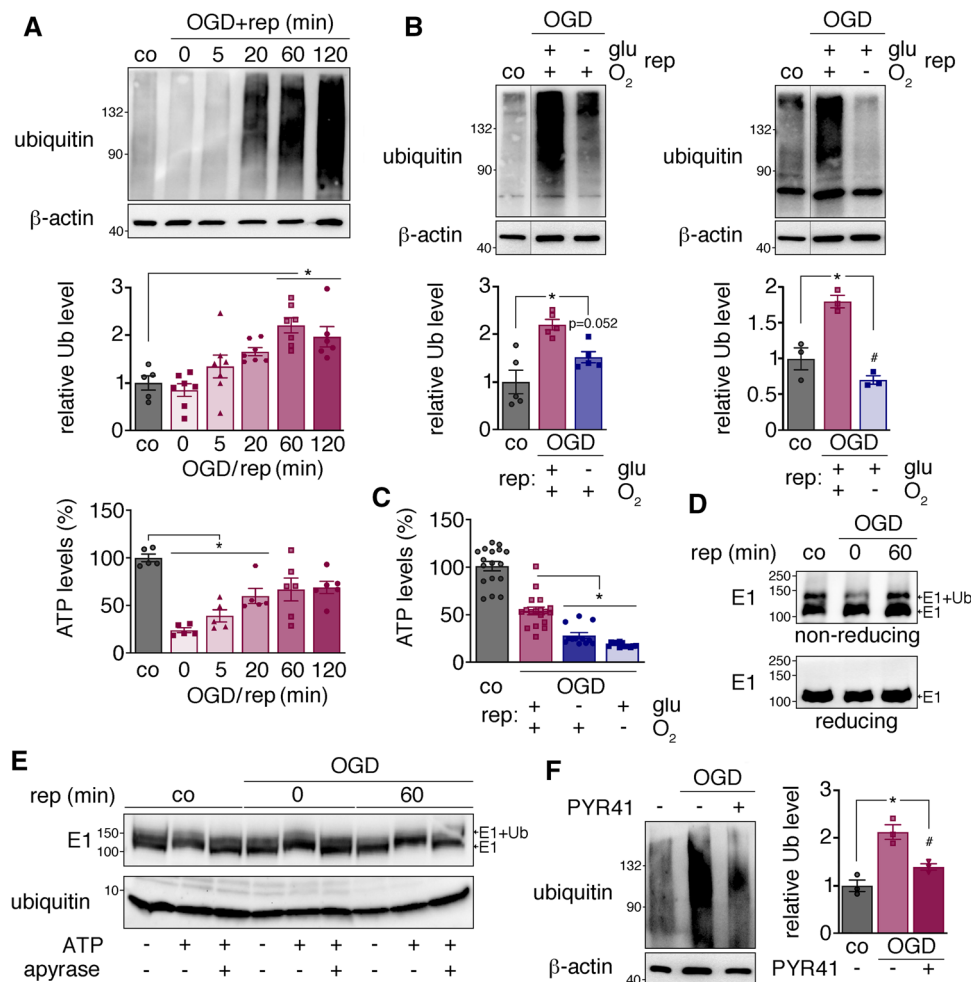 A
OGD+rep (min)
co 0 5 20 60 120
ubiquitin
132
90
β-actin
40
relative Ub level
3
2
1
0
*
co 0 5 20 60 120
OGD/rep (min)
ATP levels (%)
150
100
50
0
*
co 0 5 20 60 120
OGD/rep (min)
B
OGD
+ - glu
co + + O2
rep
ubiquitin
132
90
β-actin
40
relative Ub level
3
2
1
0
*
p=0.052
co OGD
rep: + - glu
+ + O2
OGD
+ + glu
co + - O2
rep
ubiquitin
132
90
β-actin
40
relative Ub level
2
1.5
1
0.5
0
*
#
co OGD
rep: + + glu
+ - O2
C
ATP levels (%)
150
100
50
0
*
co OGD
rep: + - + glu
+ + - O2
D
OGD
rep (min) co 0 60
E1
250
150
100
E1+Ub
E1
non-reducing
E1
250
150
100
E1
reducing
E
OGD
rep (min) co 0 60
E1
150
100
E1+Ub
E1
ubiquitin
10
ATP - + + - + + - + +
apyrase - - + - - + - - +
F
OGD
PYR41 - - +
ubiquitin
132
90
β-actin
40
relative Ub level
3
2
1
0
*
#
co OGD
PYR41 - - +